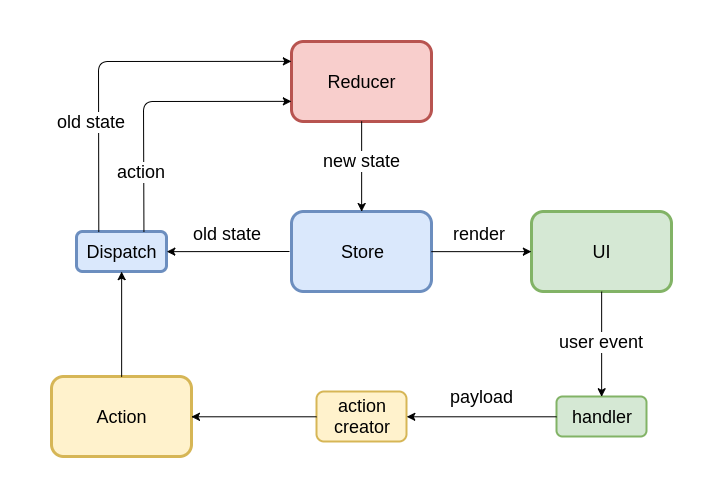 Reducer
old state
action
new state
old state
render
Dispatch
Store
UI
user event
payload
Action
action
creator
handler